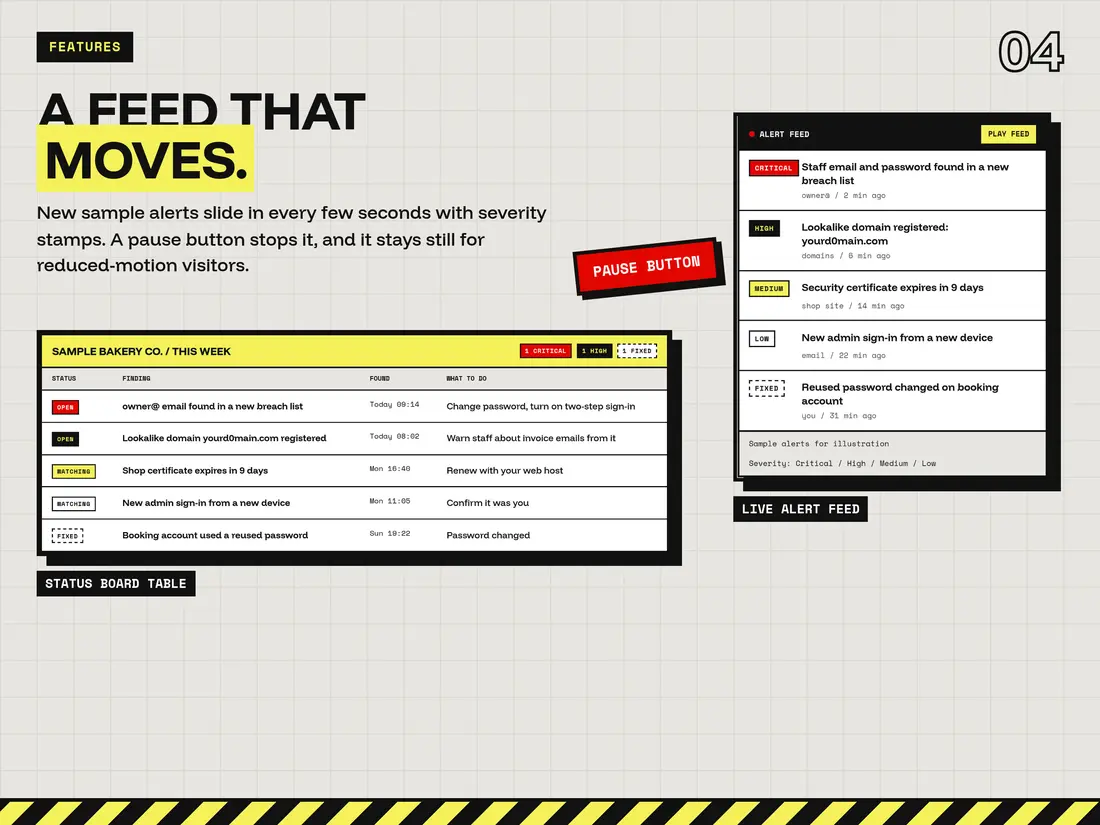 FEATURES
04
A FEED THAT
MOVES.
New sample alerts slide in every few seconds with severity
stamps. A pause button stops it, and it stays still for
reduced-motion visitors.
PAUSE BUTTON
SAMPLE BAKERY CO. / THIS WEEK
1 CRITICAL
1 HIGH
1 FIXED
STATUS FINDING FOUND WHAT TO DO
OPEN owner@ email found in a new breach list Today 09:14 Change password, turn on two-step sign-in
OPEN Lookalike domain yourd0main.com registered Today 08:02 Warn staff about invoice emails from it
WATCHING Shop certificate expires in 9 days Mon 16:40 Renew with your web host
WATCHING New admin sign-in from a new device Mon 11:05 Confirm it was you
FIXED Booking account used a reused password Sun 19:22 Password changed
STATUS BOARD TABLE
ALERT FEED
PLAY FEED
CRITICAL Staff email and password found in a new
breach list
owner@ / 2 min ago
HIGH Lookalike domain registered:
yourd0main.com
domains / 6 min ago
MEDIUM Security certificate expires in 9 days
shop site / 14 min ago
LOW New admin sign-in from a new device
email / 22 min ago
FIXED Reused password changed on booking
account
you / 31 min ago
Sample alerts for illustration
Severity: Critical / High / Medium / Low
LIVE ALERT FEED